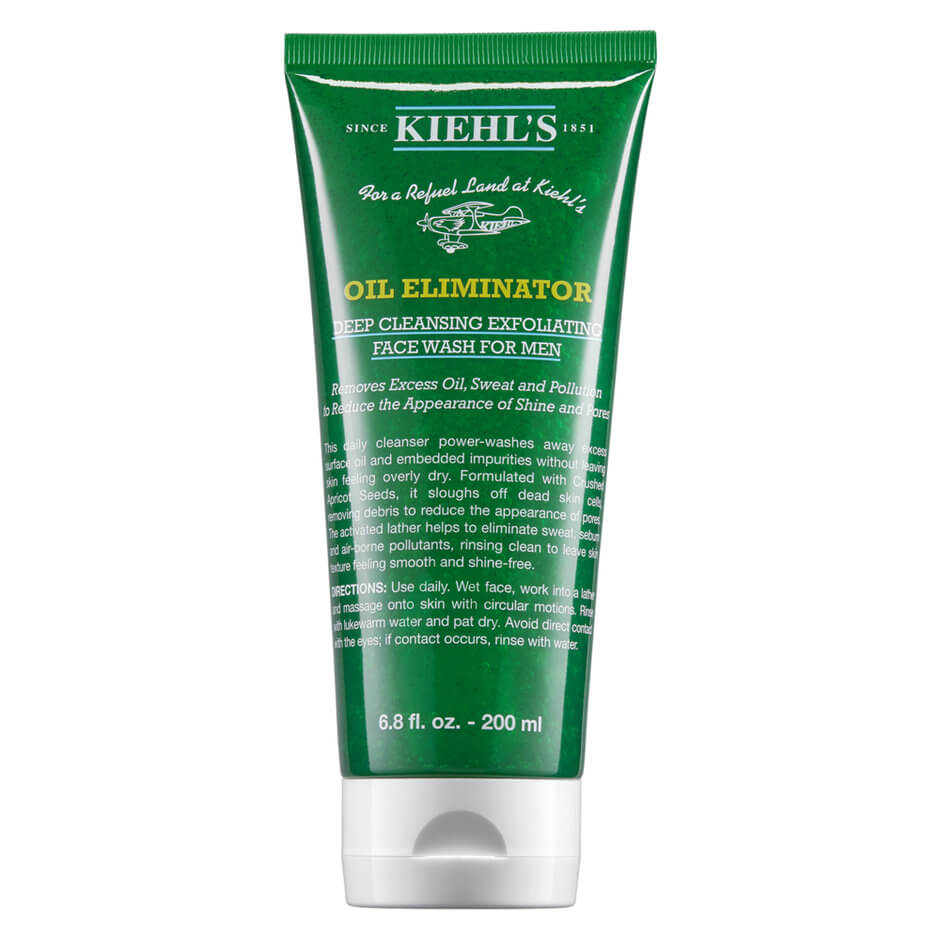 SINCE KIEHL'S 1851
For a Refuel Land at Kiehl's
KIEHL'S
OIL ELIMINATOR
DEEP CLEANSING EXFOLIATING
FACE WASH FOR MEN
Removes Excess Oil, Sweat and Pollution
to Reduce the Appearance of Shine and Pores
This daily cleanser power-washes away excess
surface oil and embedded impurities without leaving
skin feeling overly dry. Formulated with Crushed
Apricot Seeds, it sloughs off dead skin cells,
removing debris to reduce the appearance of pores.
The activated lather helps to eliminate sweat, sebum
and air-borne pollutants, rinsing clean to leave skin
texture feeling smooth and shine-free.
DIRECTIONS: Use daily. Wet face, work into a lather
and massage onto skin with circular motions. Rinse
with lukewarm water and pat dry. Avoid direct contact
with the eyes; if contact occurs, rinse with water.
6.8 fl. oz. - 200 ml